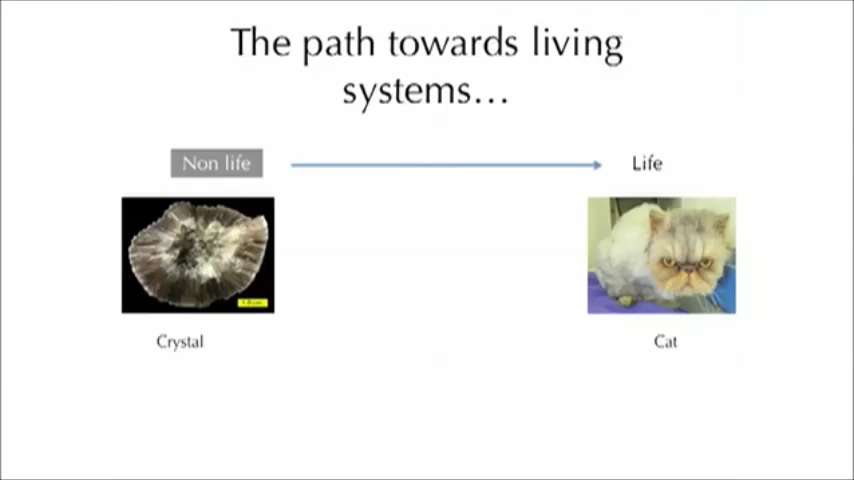 The path towards living
systems...
Non life
Life
Crystal
Cat